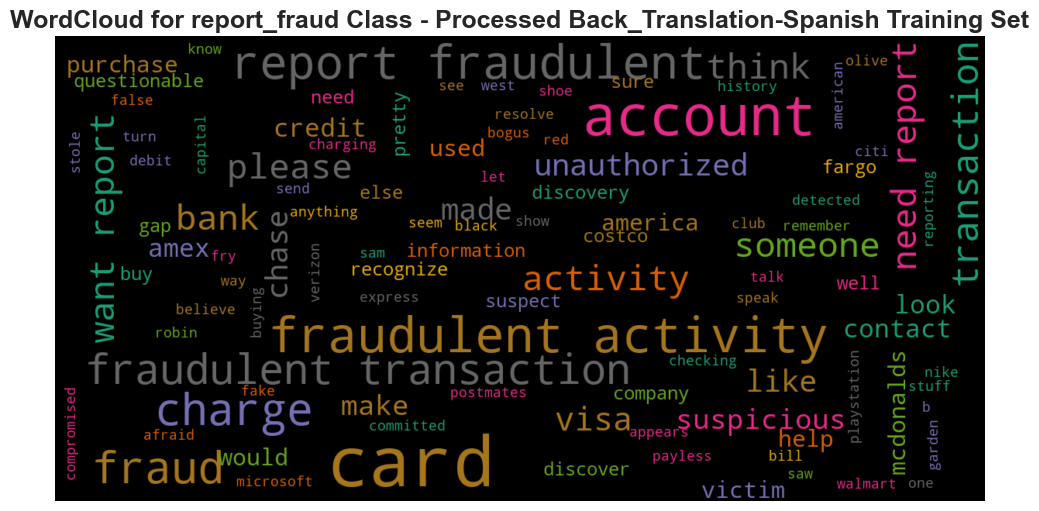 WordCloud for report_fraud Class - Processed Back_Translation-Spanish Training Set
know
purchase
report fraudulent
think
sure
olive
transaction
questionable
see
west
shoe
history
american
need report
false
need
pretty
resolve
account
stole
turn
capital
credit
charging
used
bogus
red
citi
want report
debit
please
let
unauthorized
fargo
reporting
send
else
discovery
detected
gap
bank
chase
anything
made
seem
black
show
america
club
remember
costco
someone
amex
fry
sam
verizon
information
recognize
activity
talk
well
buy
way
buying
express
suspect
speak
look
believe
contact
robin
fraudulent activity
fraudulent transaction
checking
playstation
mcdonalds
nike
stuff
compromised
fake
charge
make
postmates
company
like
b
garden
committed
visa
suspicious
afraid
appears
help
fraud
would
card
discover
payless
bill
microsoft
saw
victim
walmart
one